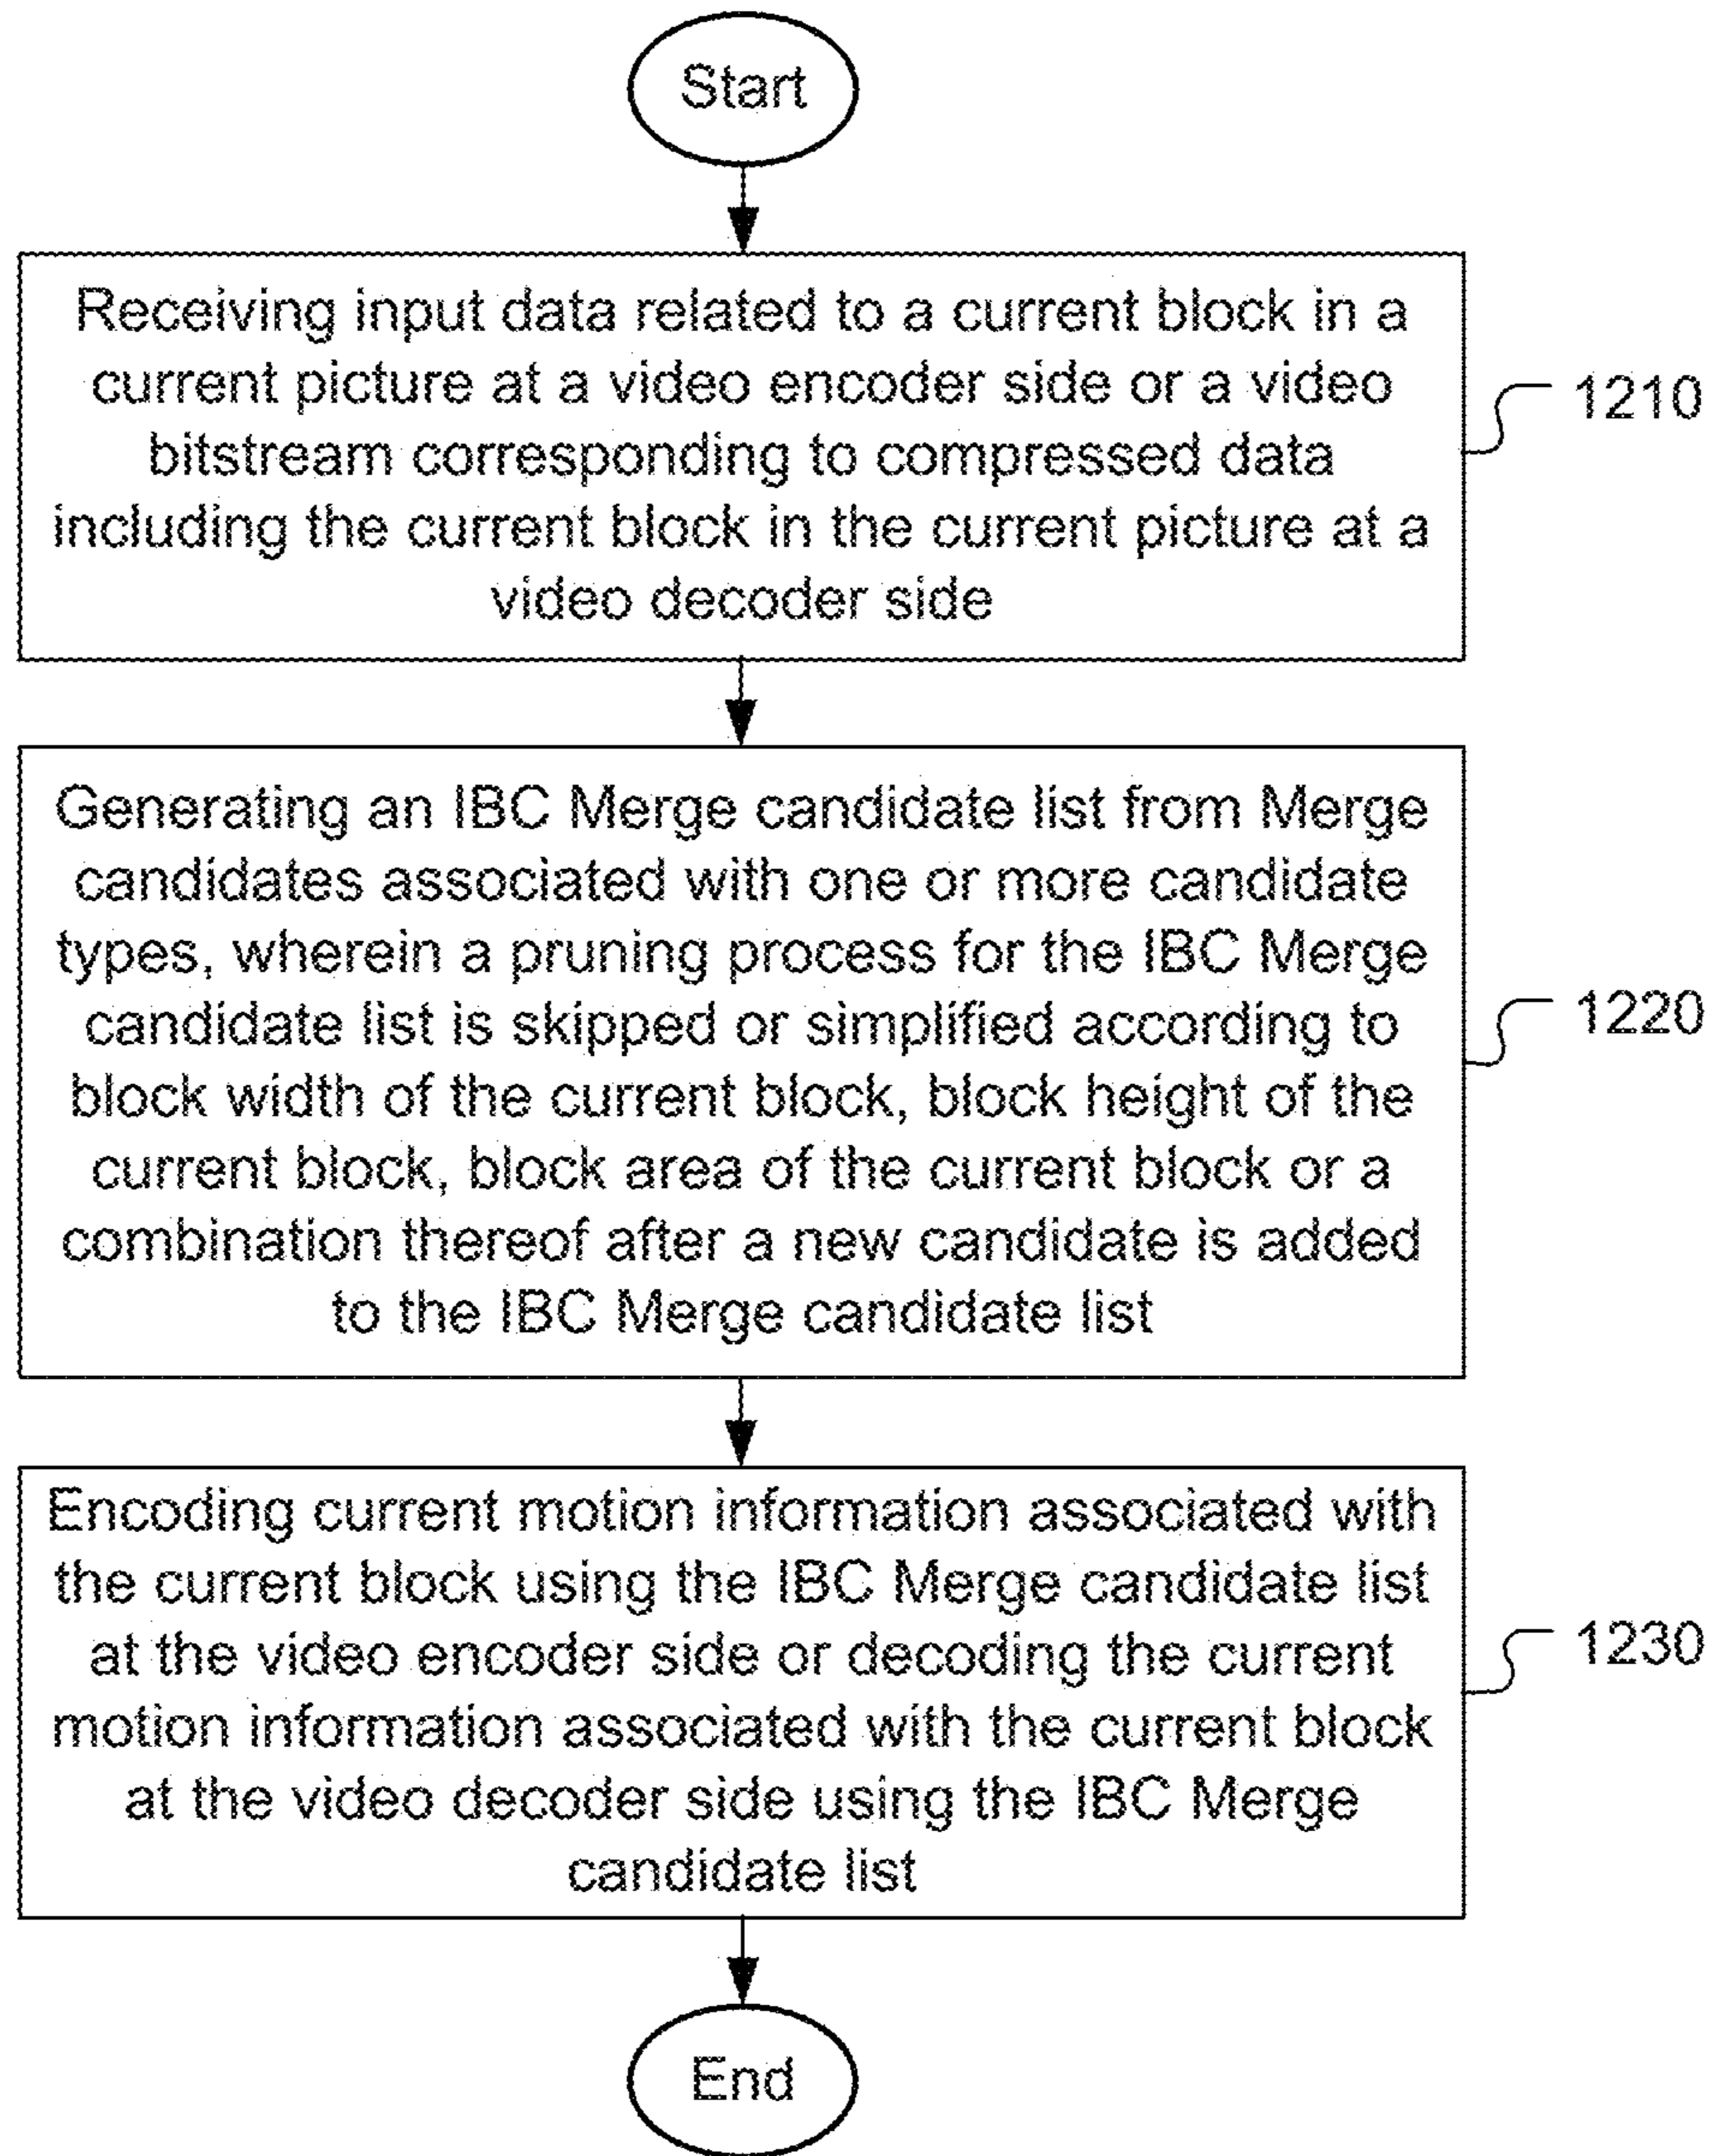 Start
Receiving input data related to a current block in a
current picture at a video encoder side or a video
bitstream corresponding to compressed data
including the current block in the current picture at a
video decoder side
1210
Generating an IBC Merge candidate list from Merge
candidates associated with one or more candidate
types, wherein a pruning process for the IBC Merge
candidate list is skipped or simplified according to
block width of the current block, block height of the
current block, block area of the current block or a
combination thereof after a new candidate is added
to the IBC Merge candidate list
1220
Encoding current motion information associated with
the current block using the IBC Merge candidate list
at the video encoder side or decoding the current
motion information associated with the current block
at the video decoder side using the IBC Merge
candidate list
1230
End